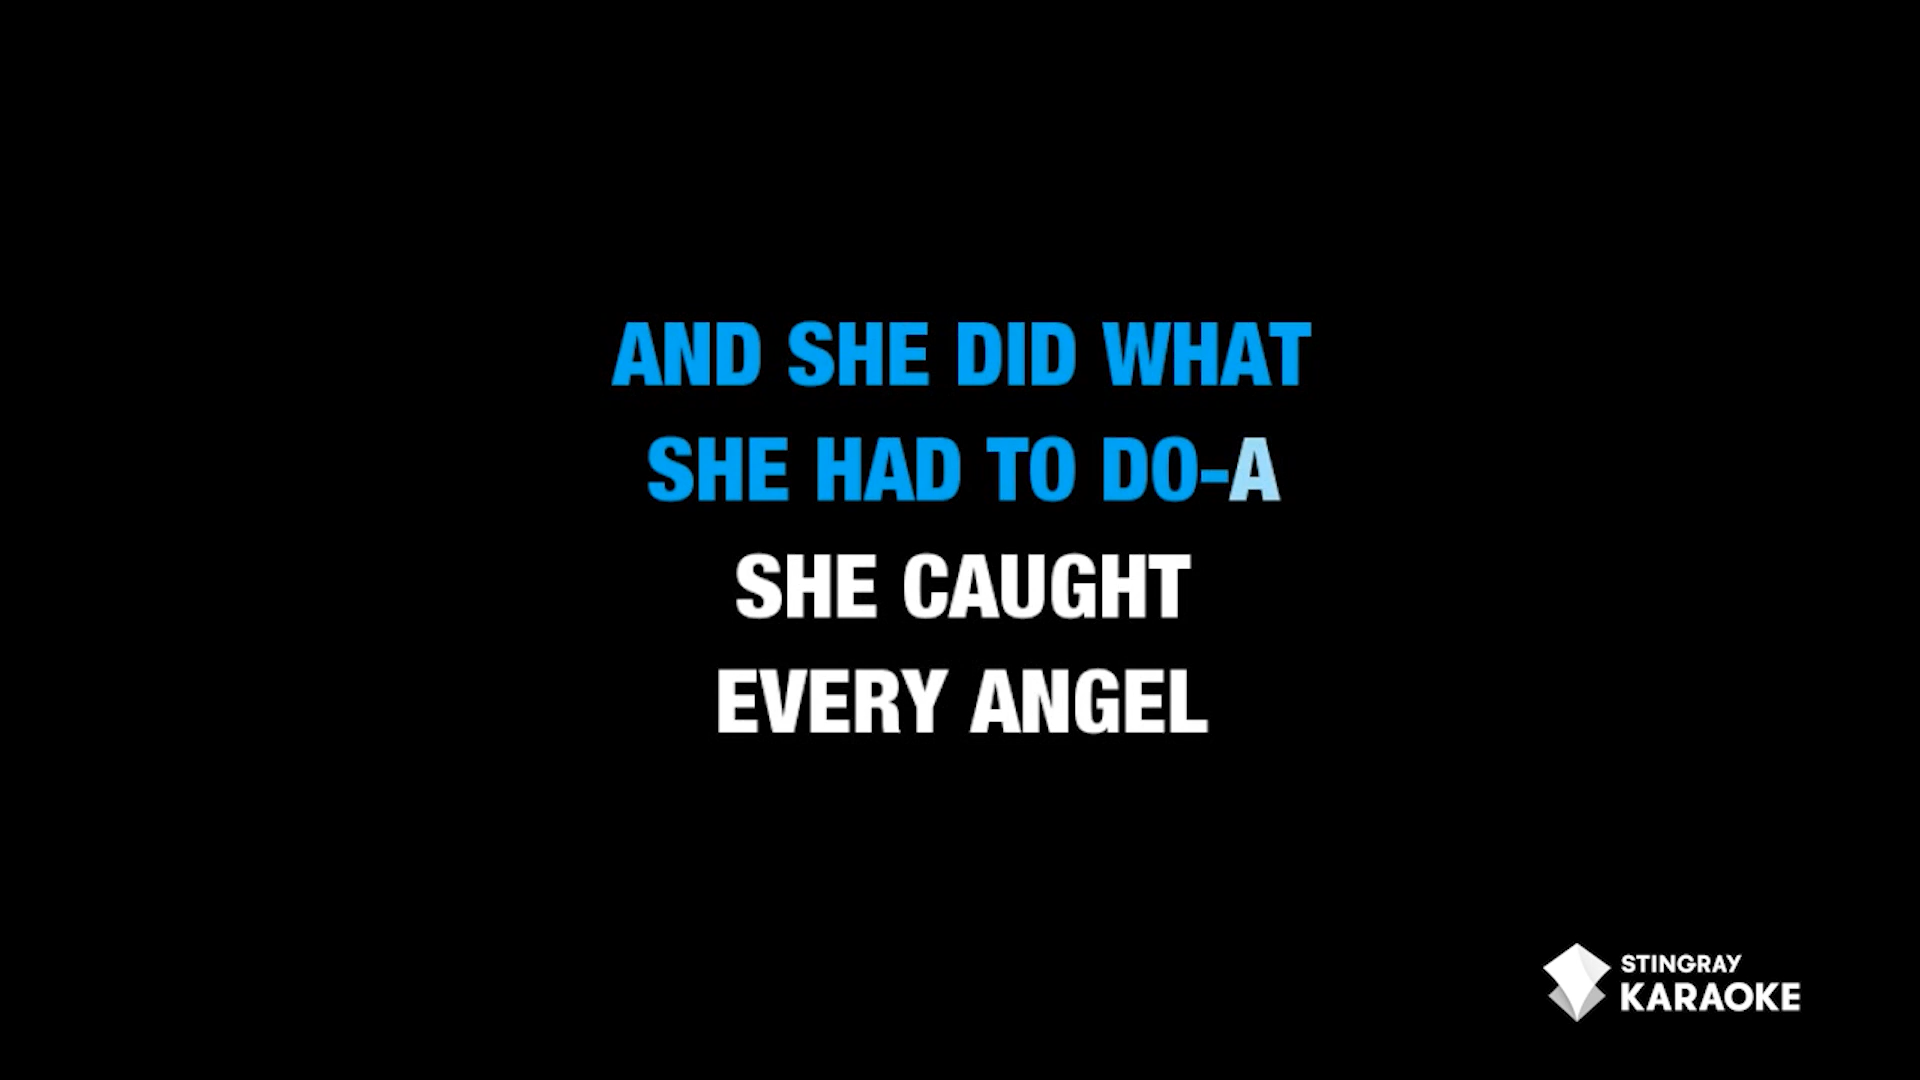 AND SHE DID WHAT
SHE HAD TO DO-A
SHE CAUGHT
EVERY ANGEL
STINGRAY
KARAOKE